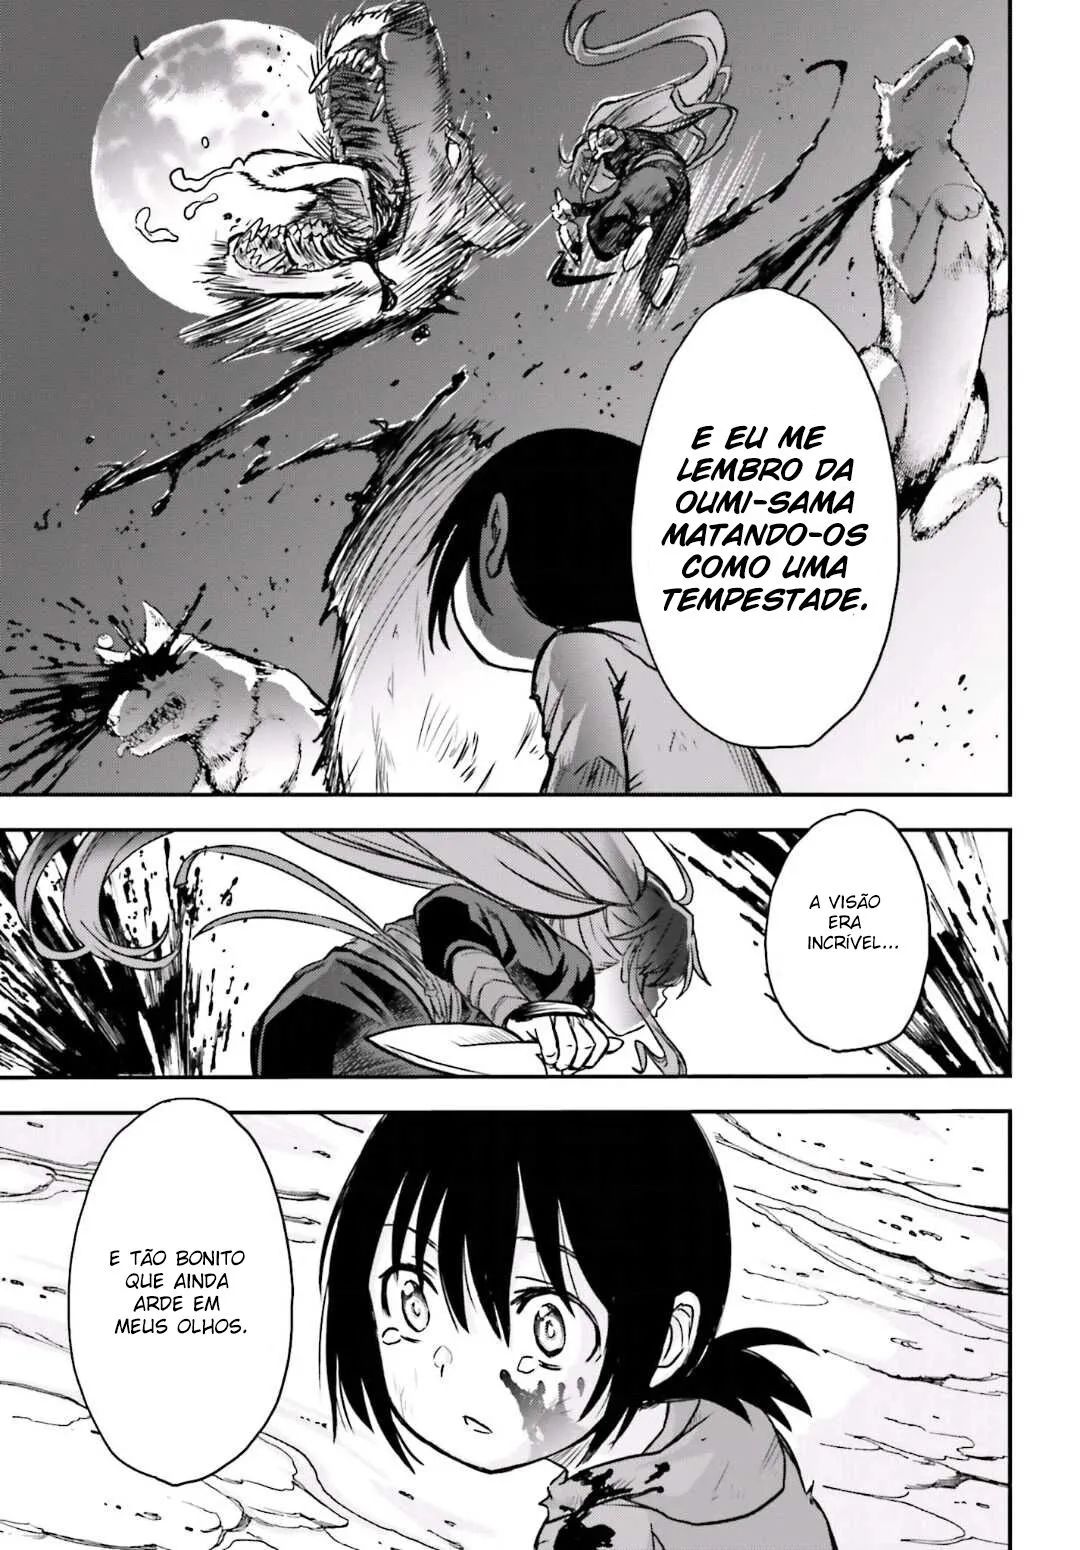 E EU ME
LEMBRO DA
OUMI-SAMA
MATANDO-OS
COMO UMA
TEMPESTADE.
A VISÃO
ERA
INCRÍVEL...
E TÃO BONITO
QUE AINDA
ARDE EM
MEUS OLHOS.